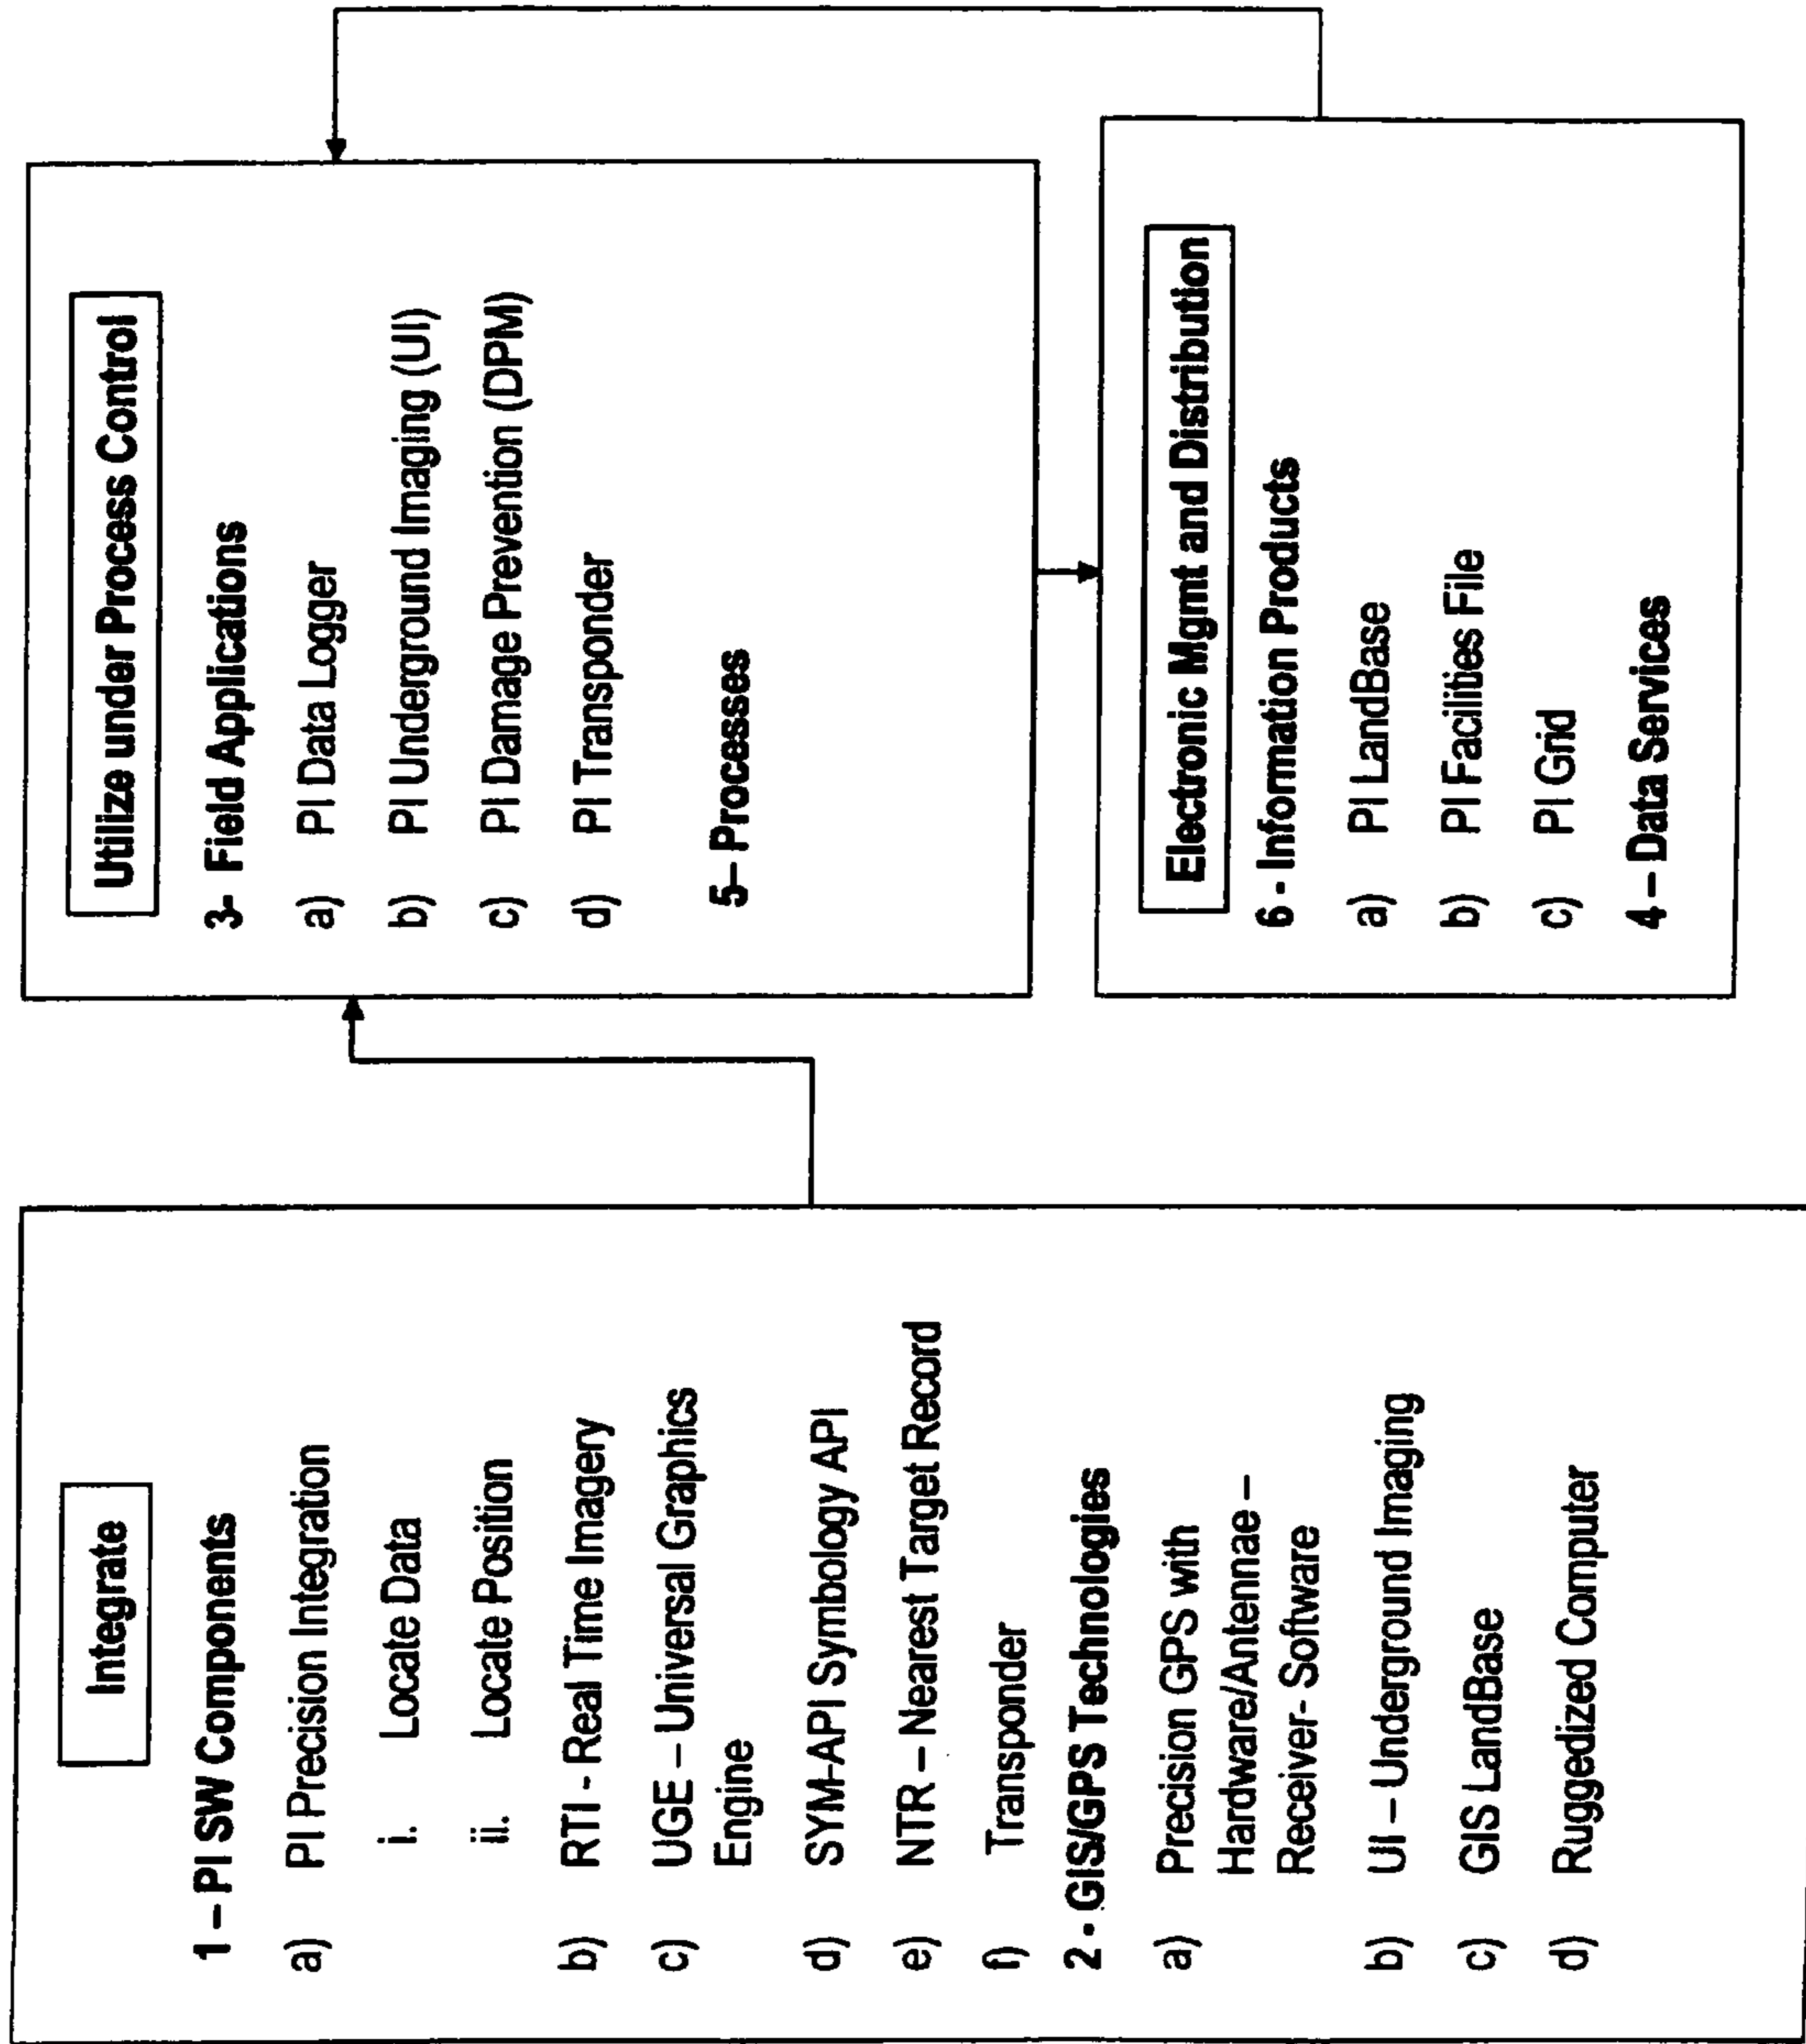 Integrate
1 – PI SW Components
a) PI Precision Integration
i. Locate Data
ii. Locate Position
b) RTI - Real Time Imagery
c) UGE – Universal Graphics
Engine
d) SYM-API Symbology API
e) NTR – Nearest Target Record
f) Transponder
2 - GIS/GPS Technologies
a) Precision GPS with
Hardware/Antennae –
Receiver- Software
b) UI – Underground Imaging
c) GIS LandBase
d) Ruggedized Computer
Utilize under Process Control
3- Field Applications
a) PI Data Logger
b) PI Underground Imaging (UI)
c) PI Damage Prevention (DPM)
d) PI Transponder
5– Processes
Electronic Mgmt and Distribution
6 - Information Products
a) PI LandBase
b) PI Facilities File
c) PI Grid
4 – Data Services